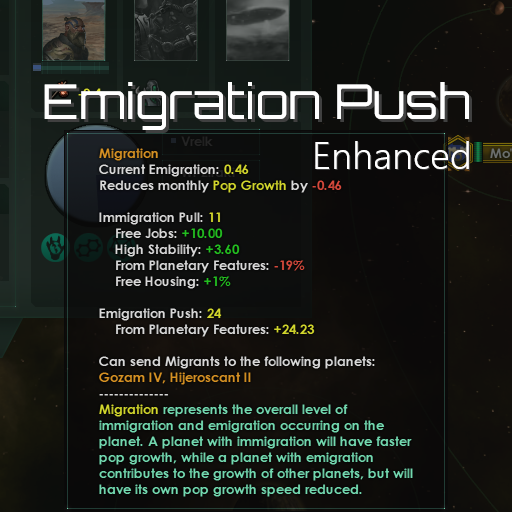 Emigration Push
Vreik
Enhanced
Mo
Migration
Current Emigration: 0.46
Reduces monthly Pop Growth by -0.46
Immigration Pull: 11
Free Jobs: +10.00
High Stability: +3.60
From Planetary Features: -19%
Free Housing: +1%
Emigration Push: 24
From Planetary Features: +24.23
Can send Migrants to the following planets:
Gozam IV, Hijeroscant II
--------------
Migration represents the overall level of
immigration and emigration occurring on the
planet. A planet with immigration will have faster
pop growth, while a planet with emigration
contributes to the growth of other planets, but will
have its own pop growth speed reduced.